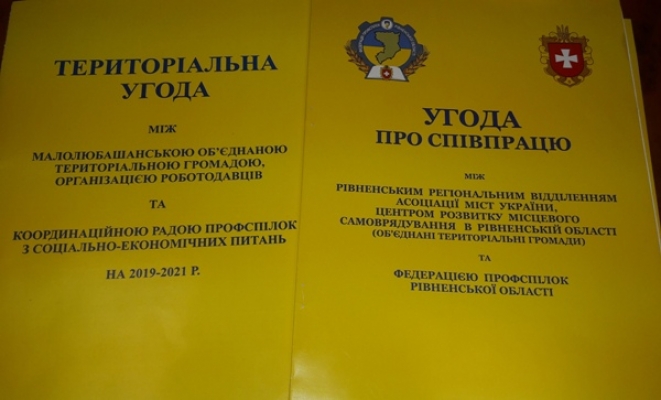 ТЕРИТОРІАЛЬНА
УГОДА
МІЖ
МАЛОЛЮБАШАНСЬКОЮ ОБ'ЄДНАНОЮ
ТЕРИТОРІАЛЬНОЮ ГРОМАДОЮ,
ОРГАНІЗАЦІЄЮ РОБОТОДАВЦІВ
ТА
КООРДИНАЦІЙНОЮ РАДОЮ ПРОФСПІЛОК
З СОЦІАЛЬНО-ЕКОНОМІЧНИХ ПИТАНЬ
НА 2019-2021 Р.
УГОДА
ПРО СПІВПРАЦЮ
МІЖ
РІВНЕНСЬКИМ РЕГІОНАЛЬНИМ ВІДДІЛЕННЯМ
АСОЦІАЦІЇ МІСТ УКРАЇНИ,
ЦЕНТРОМ РОЗВИТКУ МІСЦЕВОГО
САМОВРЯДУВАННЯ В РІВНЕНСЬКІЙ ОБЛАСТІ
(ОБ'ЄДНАНІ ТЕРИТОРІАЛЬНІ ГРОМАДИ)
ТА
ФЕДЕРАЦІЄЮ ПРОФСПІЛОК
РІВНЕНСЬКОЇ ОБЛАСТІ